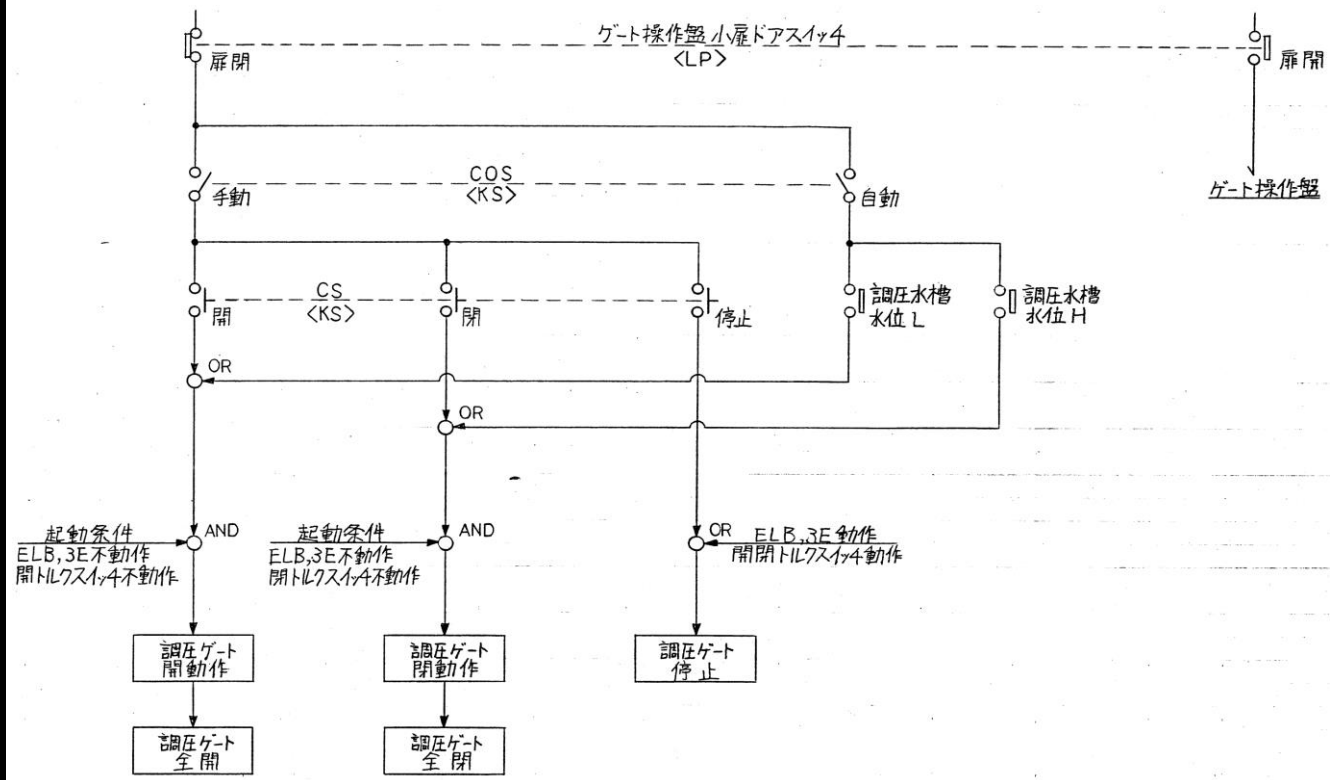 ゲート操作盤 小扉ドアスイッチ
<LP>
扉閉
扉開
COS
<KS>
手動
自動
ゲート操作盤
CS
<KS>
開
閉
停止
調圧水槽
水位L
調圧水槽
水位H
OR
OR
起動条件
ELB,3E不動作
開トルクスイッチ不動作
AND
起動条件
ELB,3E不動作
閉トルクスイッチ不動作
AND
OR
ELB,3E動作
開閉トルクスイッチ動作
調圧ゲート
開動作
調圧ゲート
閉動作
調圧ゲート
停止
調圧ゲート
全開
調圧ゲート
全閉